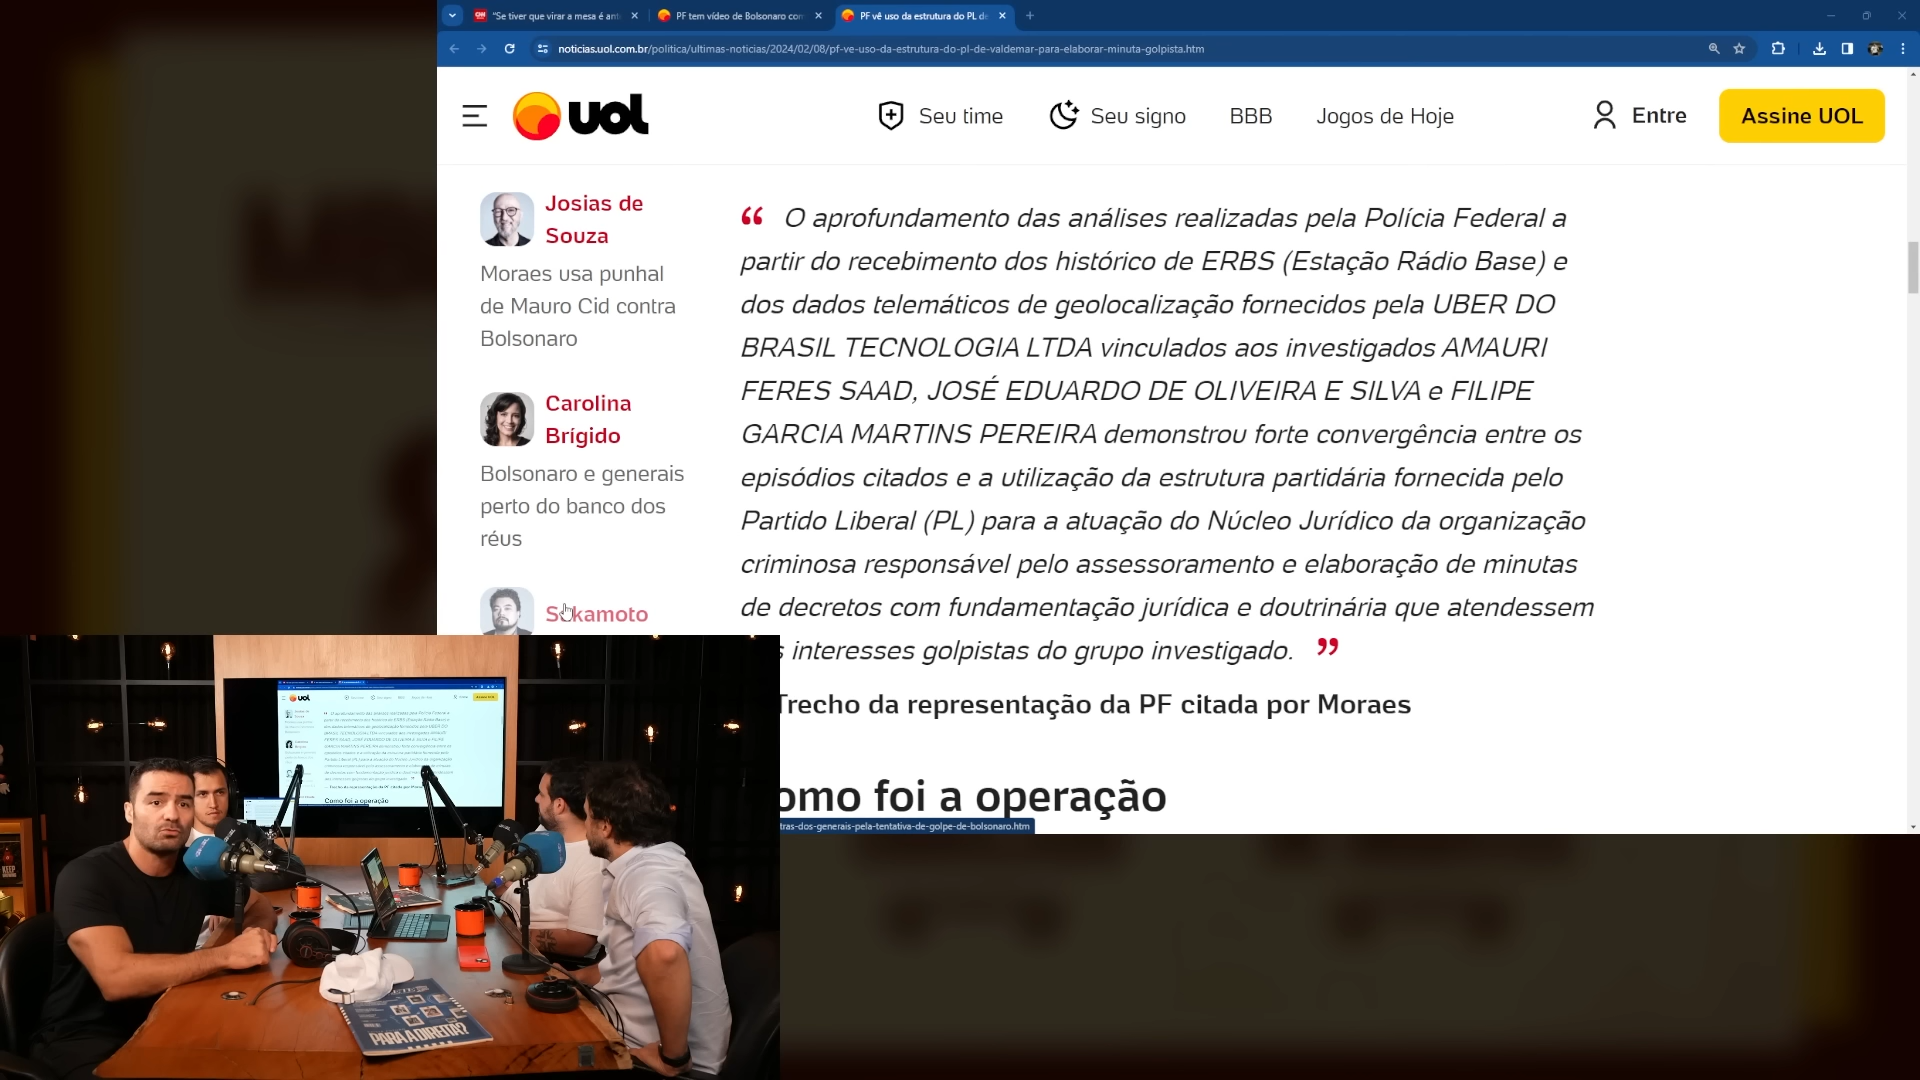 "Se tiver que virar a mesa é ant
PF tem vídeo de Bolsonaro com
PF vê uso da estrutura do PL de
noticias.uol.com.br/politica/ultimas-noticias/2024/02/08/pf-ve-uso-da-estrutura-do-pl-de-valdemar-para-elaborar-minuta-golpista.htm
UOL
Seu time
Seu signo
BBB
Jogos de Hoje
Entre
Assine UOL
Josias de
Souza
Moraes usa punhal
de Mauro Cid contra
Bolsonaro
Carolina
Brígido
Bolsonaro e generais
perto do banco dos
réus
Sakamoto
“ O aprofundamento das análises realizadas pela Polícia Federal a
partir do recebimento dos histórico de ERBS (Estação Rádio Base) e
dos dados telemáticos de geolocalização fornecidos pela UBER DO
BRASIL TECNOLOGIA LTDA vinculados aos investigados AMAURI
FERES SAAD, JOSÉ EDUARDO DE OLIVEIRA E SILVA e FILIPE
GARCIA MARTINS PEREIRA demonstrou forte convergência entre os
episódios citados e a utilização da estrutura partidária fornecida pelo
Partido Liberal (PL) para a atuação do Núcleo Jurídico da organização
criminosa responsável pelo assessoramento e elaboração de minutas
de decretos com fundamentação jurídica e doutrinária que atendessem
s interesses golpistas do grupo investigado. ”
Trecho da representação da PF citada por Moraes
omo foi a operação
tras-dos-generais-pela-tentativa-de-golpe-de-bolsonaro.htm
uol
Como foi a operação
KEEP
PARA A DIREITA?